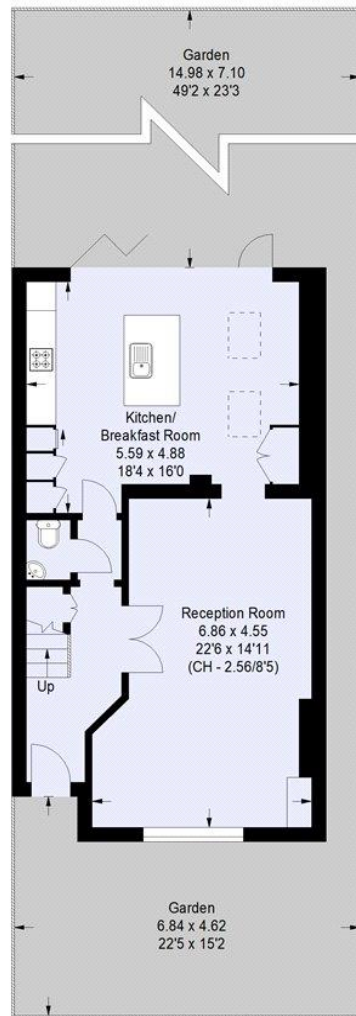 Garden
14.98 x 7.10
49'2 x 23'3
Kitchen/
Breakfast Room
5.59 x 4.88
18'4 x 16'0
Reception Room
6.86 x 4.55
22'6 x 14'11
(CH - 2.56/8'5)
Up
Garden
6.84 x 4.62
22'5 x 15'2